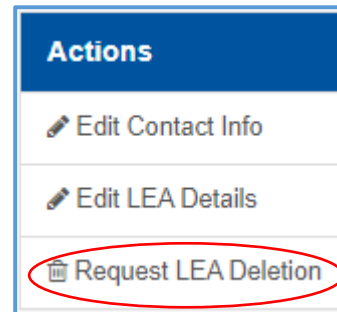 Actions
Edit Contact Info
Edit LEA Details
Request LEA Deletion